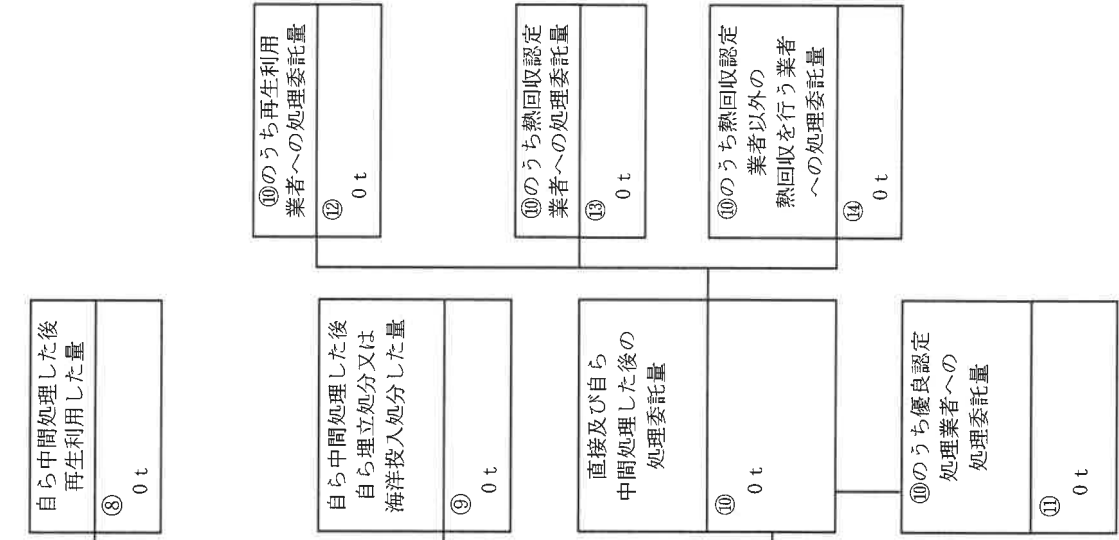 自ら中間処理した後
再生利用した量
⑧
0 t
自ら中間処理した後
自ら埋立処分又は
海洋投入処分した量
⑨
0 t
直接及び自ら
中間処理した後の
処理委託量
⑩
0 t
⑩のうち優良認定
処理業者への
処理委託量
⑪
0 t
⑩のうち再生利用
業者への処理委託量
⑫
0 t
⑩のうち熱回収認定
業者への処理委託量
⑬
0 t
⑩のうち熱回収認定
業者以外の
熱回収を行う業者
への処理委託量
⑭
0 t